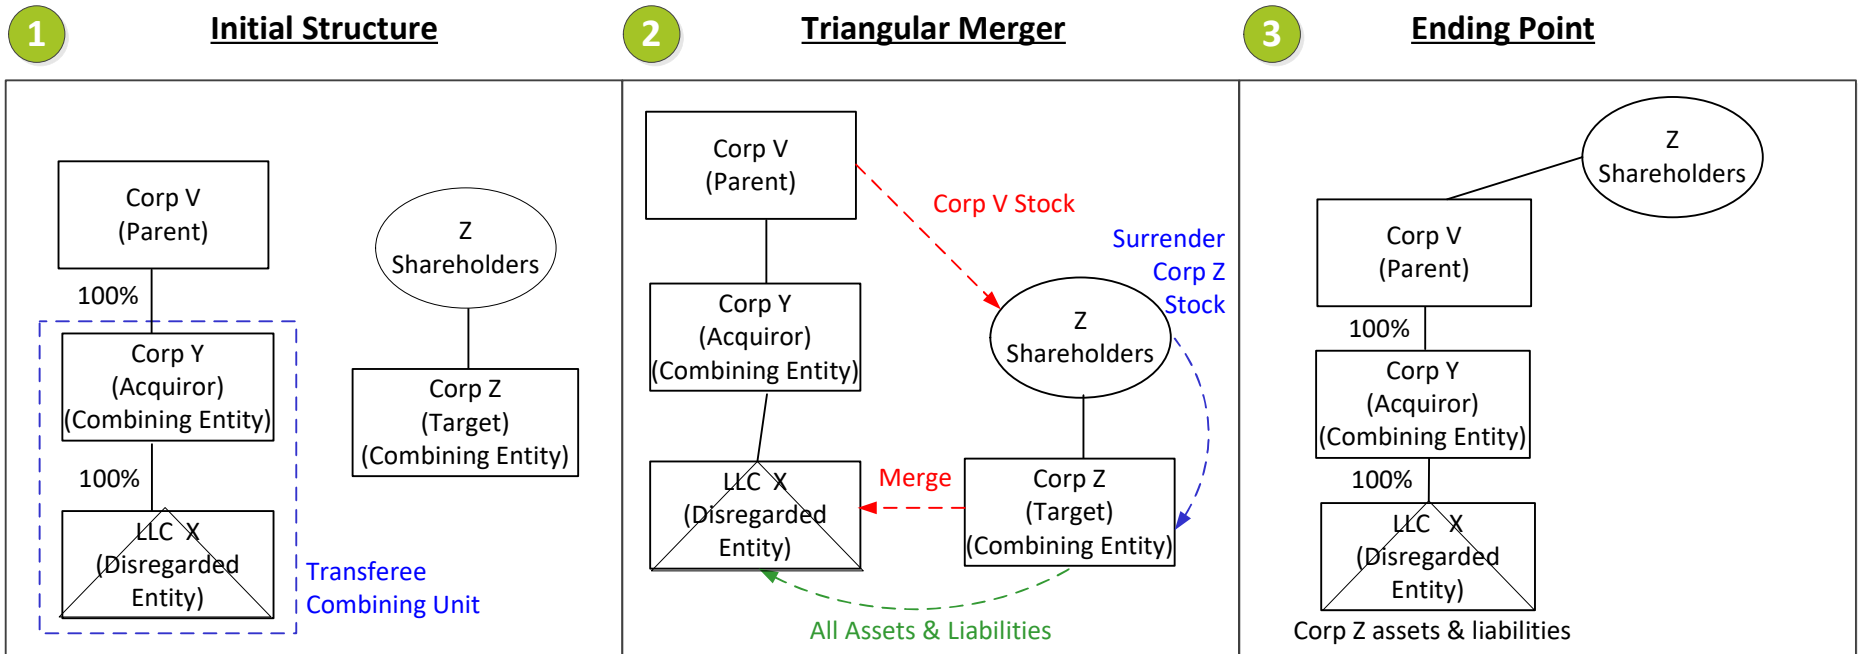 1
Initial Structure
2
Triangular Merger
3
Ending Point
Corp V
(Parent)
100%
Corp Y
(Acquiror)
(Combining Entity)
100%
LLC X
(Disregarded
Entity)
Transferee
Combining Unit
Z
Shareholders
Corp Z
(Target)
(Combining Entity)
Corp V
(Parent)
Corp V Stock
Surrender
Corp Z
Stock
Corp Y
(Acquiror)
(Combining Entity)
Z
Shareholders
LLC X
(Disregarded
Entity)
Merge
Corp Z
(Target)
(Combining Entity)
All Assets & Liabilities
Z
Shareholders
Corp V
(Parent)
100%
Corp Y
(Acquiror)
(Combining Entity)
100%
LLC X
(Disregarded
Entity)
Corp Z assets & liabilities